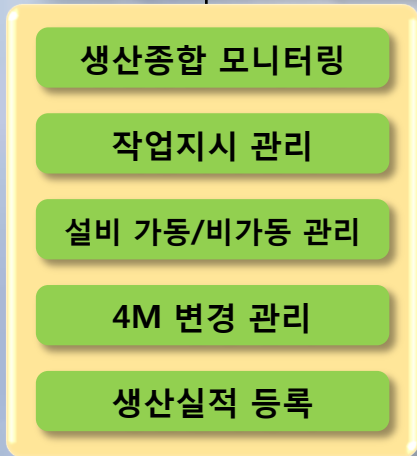 생산종합 모니터링
작업지시 관리
설비 가동/비가동 관리
4M 변경 관리
생산실적 등록